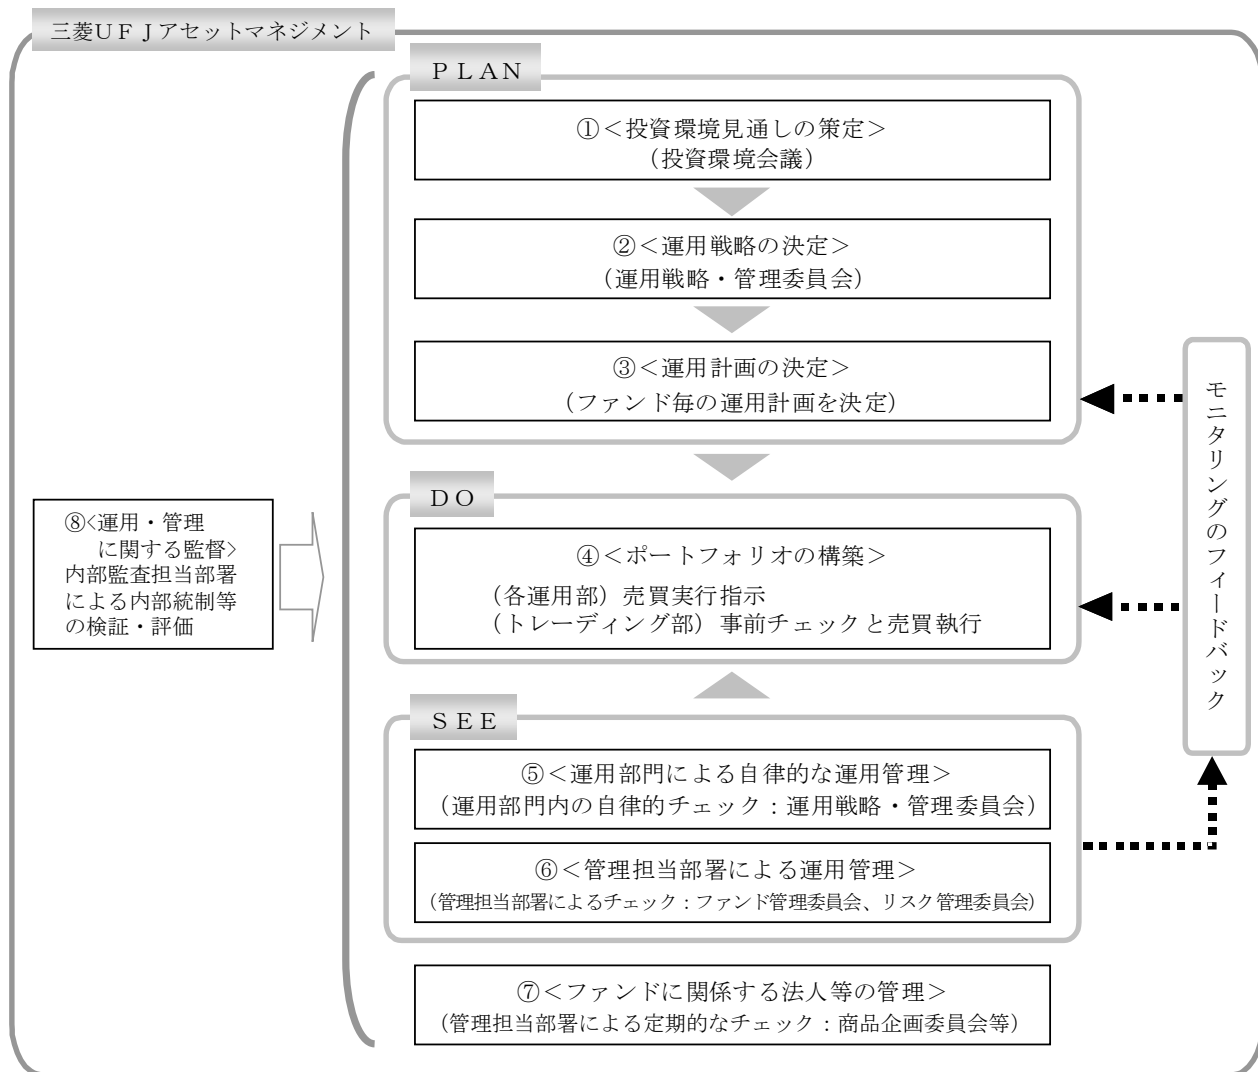 三菱ＵＦＪアセットマネジメント
ＰＬＡＮ
①＜投資環境見通しの策定＞
（投資環境会議）
②＜運用戦略の決定＞
（運用戦略・管理委員会）
③＜運用計画の決定＞
（ファンド毎の運用計画を決定）
ＤＯ
④＜ポートフォリオの構築＞
（各運用部）売買実行指示
（トレーディング部）事前チェックと売買執行
ＳＥＥ
⑤＜運用部門による自律的な運用管理＞
（運用部門内の自律的チェック：運用戦略・管理委員会）
⑥＜管理担当部署による運用管理＞
（管理担当部署によるチェック：ファンド管理委員会、リスク管理委員会）
⑦＜ファンドに関係する法人等の管理＞
（管理担当部署による定期的なチェック：商品企画委員会等）
⑧<運用・管理
に関する監督>
内部監査担当部署
による内部統制等
の検証・評価
モニタリングのフィードバック